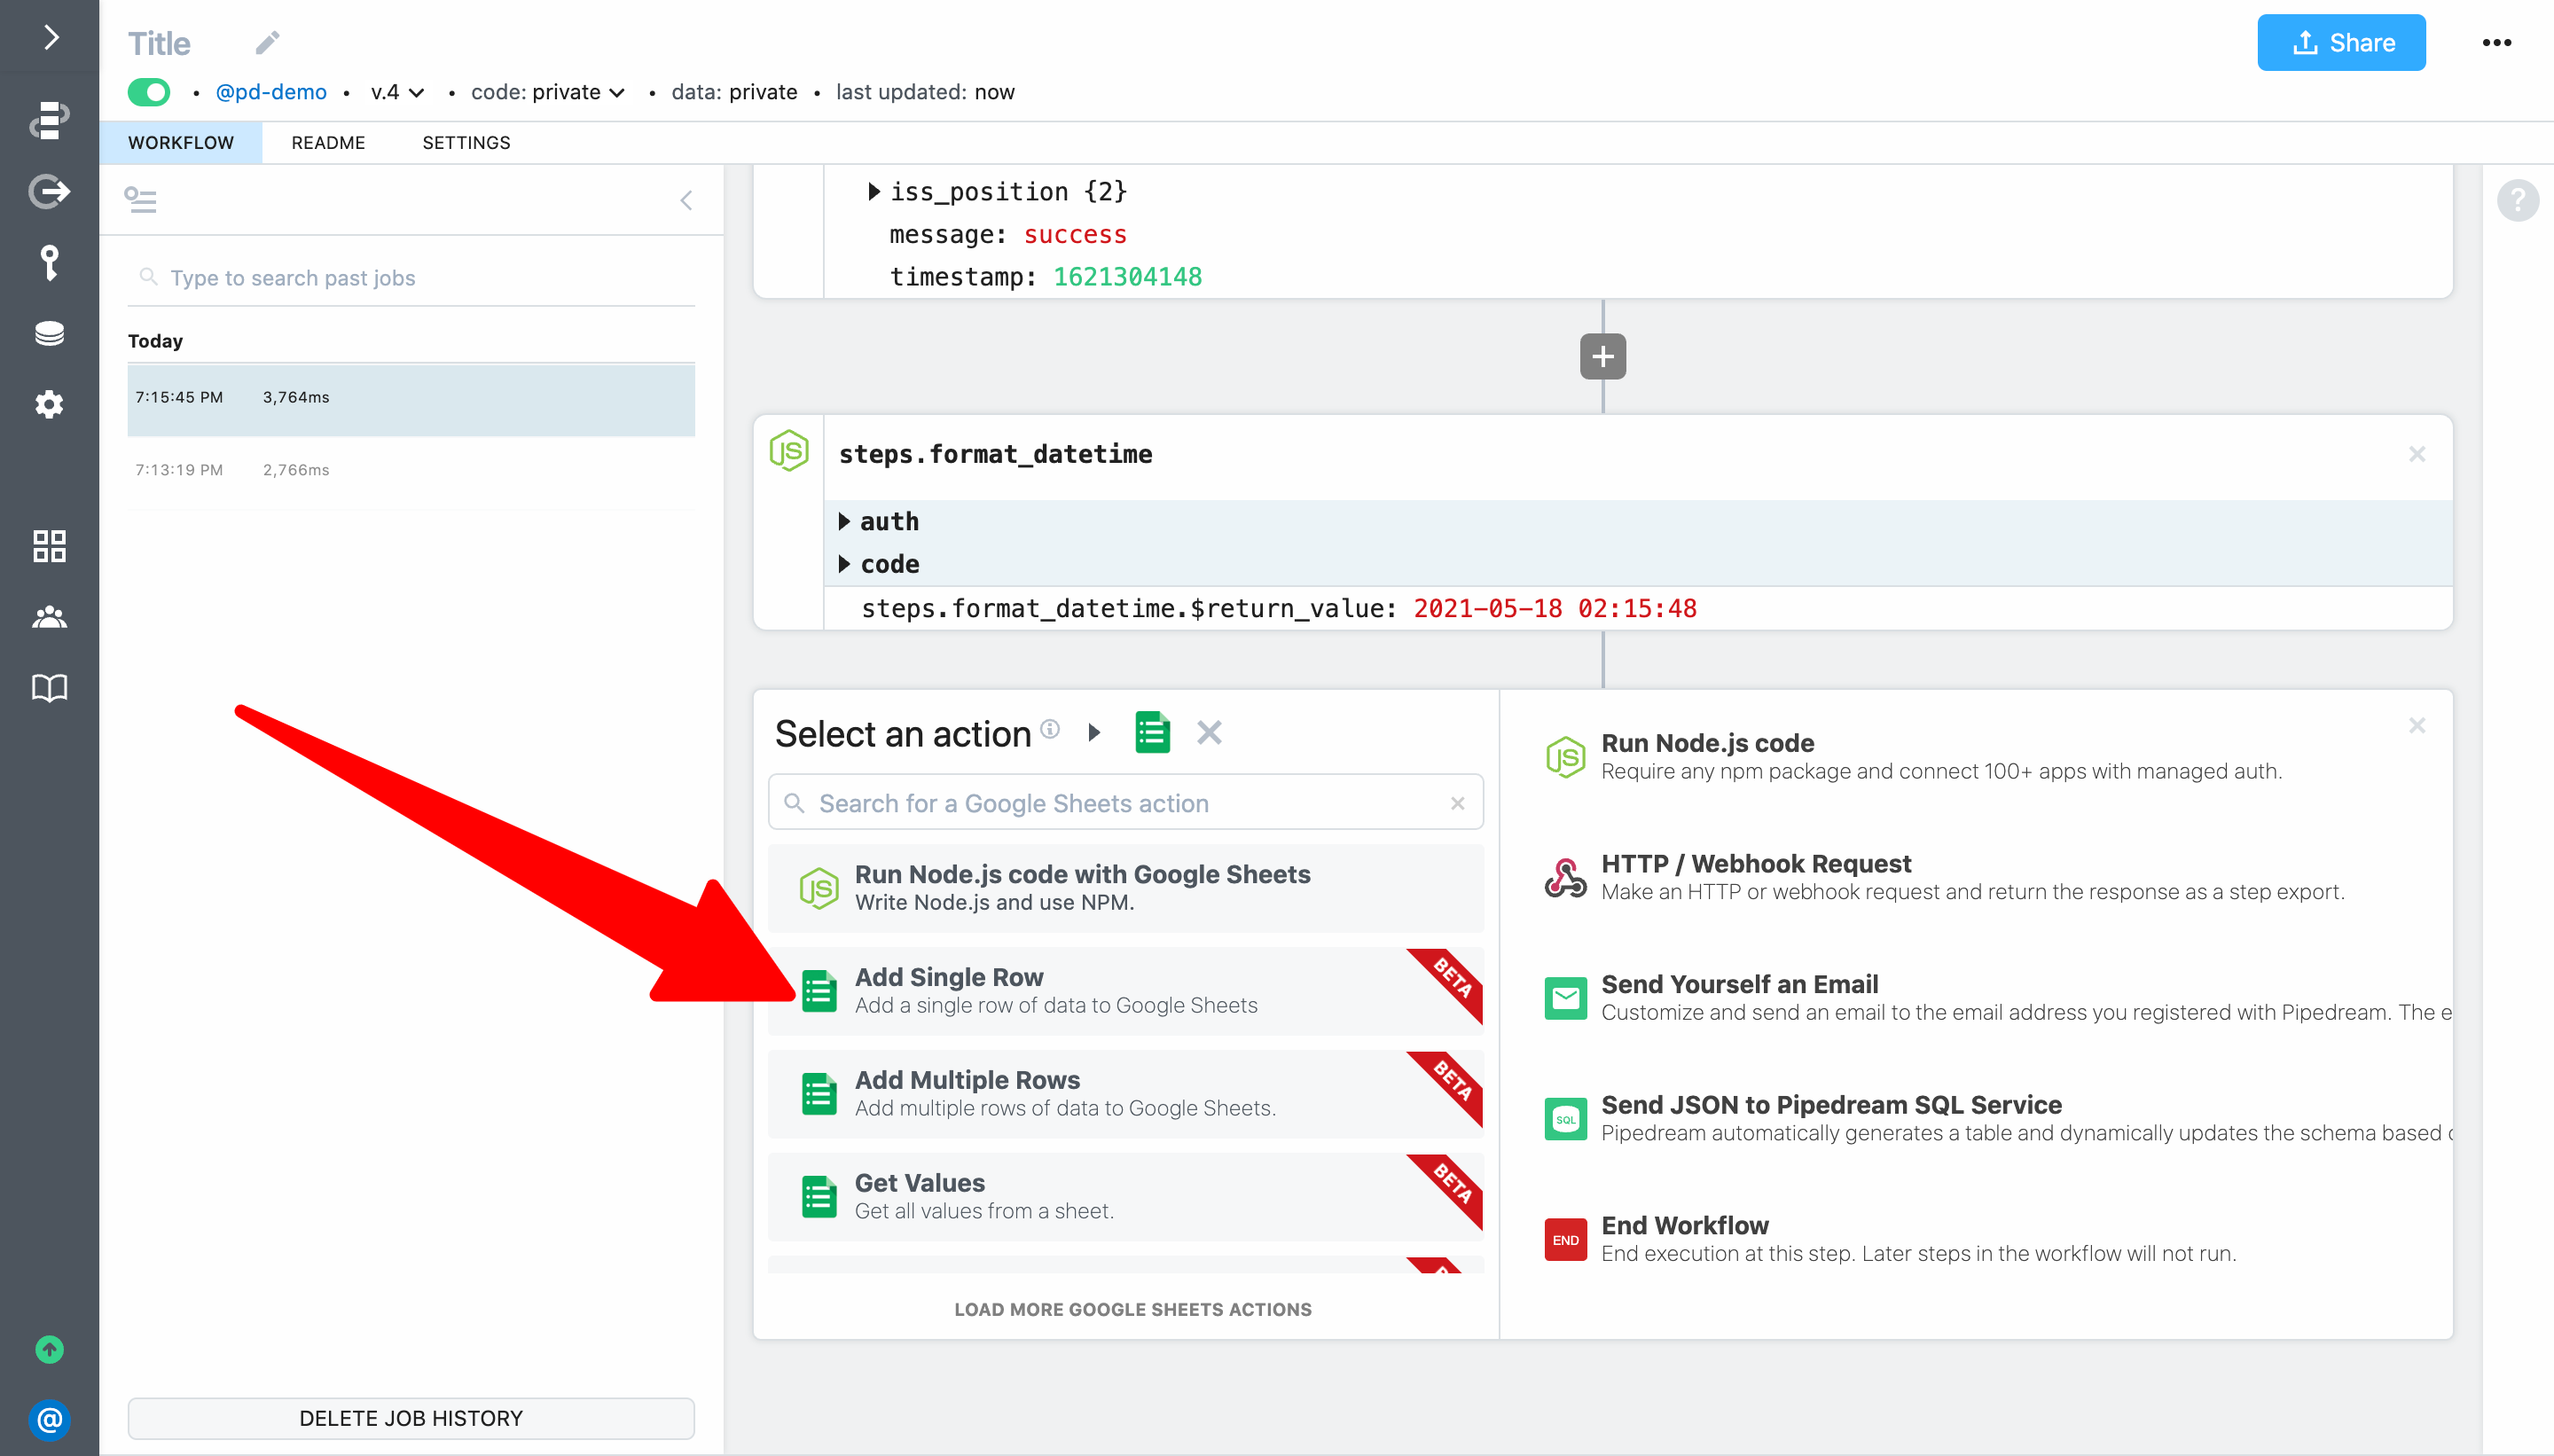 Title
Share
• @pd-demo • v.4 • code: private • data: private • last updated: now
WORKFLOW README SETTINGS
Type to search past jobs
Today
7:15:45 PM 3,764ms
7:13:19 PM 2,766ms
DELETE JOB HISTORY
@
iss_position {2}
message: success
timestamp: 1621304148
+
?
JS
steps.format_datetime
auth
code
steps.format_datetime.$return_value: 2021-05-18 02:15:48
Select an action
Search for a Google Sheets action
JS
Run Node.js code with Google Sheets
Write Node.js and use NPM.
Add Single Row
Add a single row of data to Google Sheets
BETA
Add Multiple Rows
Add multiple rows of data to Google Sheets.
BETA
Get Values
Get all values from a sheet.
BETA
LOAD MORE GOOGLE SHEETS ACTIONS
JS
Run Node.js code
Require any npm package and connect 100+ apps with managed auth.
HTTP / Webhook Request
Make an HTTP or webhook request and return the response as a step export.
Send Yourself an Email
Customize and send an email to the email address you registered with Pipedream. The e
SQL
Send JSON to Pipedream SQL Service
Pipedream automatically generates a table and dynamically updates the schema based
END
End Workflow
End execution at this step. Later steps in the workflow will not run.